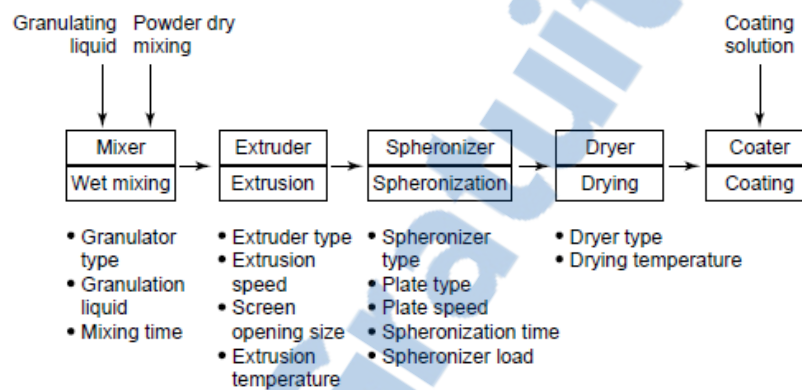 Granulating
liquid
Powder dry
mixing
Coating
solution
Mixer
Wet mixing
Extruder
Extrusion
Spheronizer
Spheronization
Dryer
Drying
Coater
Coating
• Granulator
type
• Granulation
liquid
• Mixing time
• Extruder type
• Extrusion
speed
• Screen
opening size
• Extrusion
temperature
• Spheronizer
type
• Plate type
• Plate speed
• Spheronization time
• Spheronizer load
• Dryer type
• Drying temperature